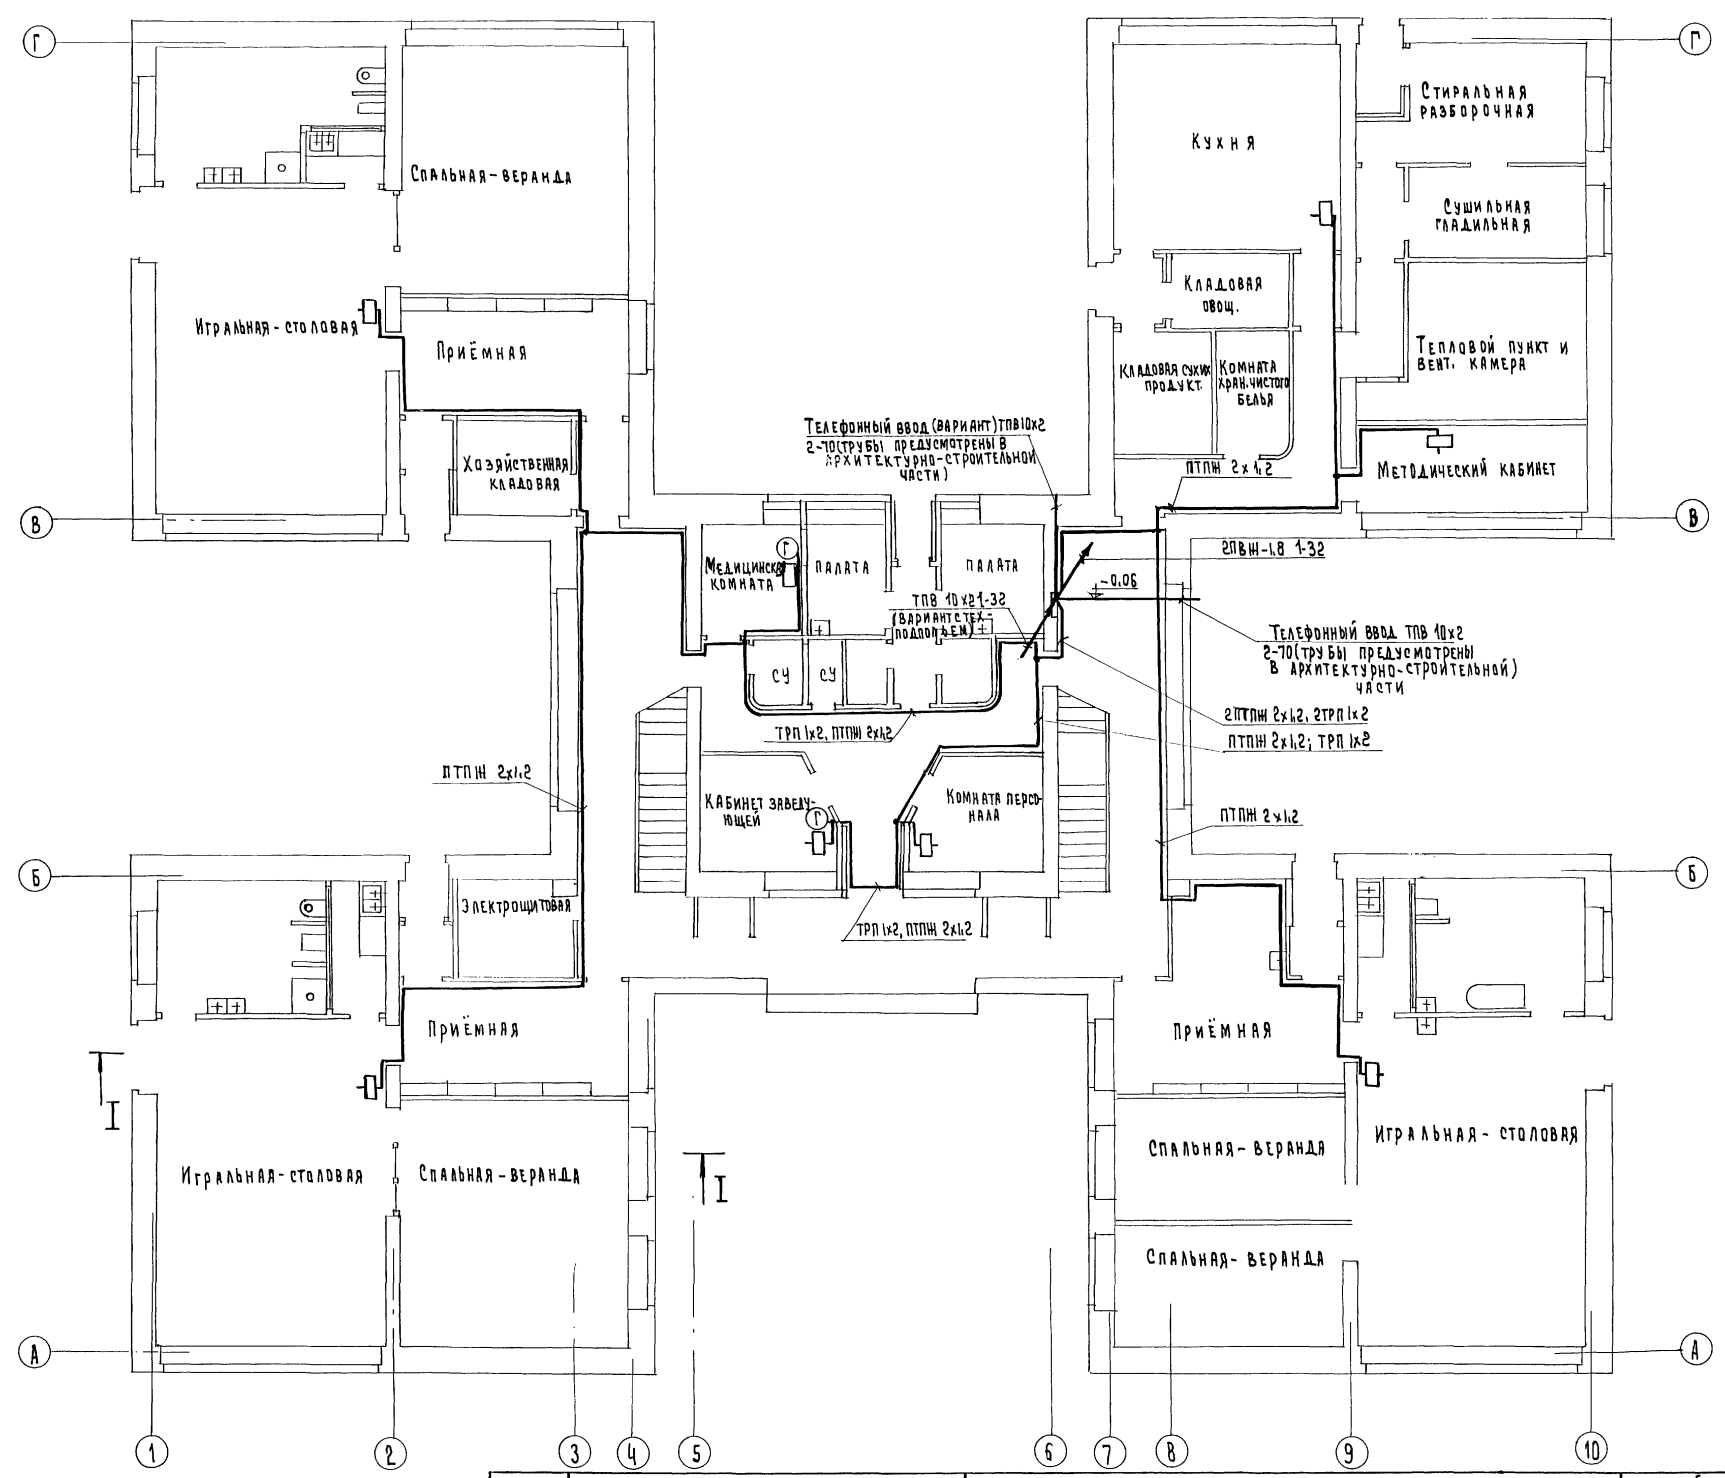 Г
Г
Спальная-веранда
Кухня
Стиральная
разборочная
Сушильная
гладильная
Кладовая
овощ.
Игральная-столовая
Приёмная
Тепловой пункт и
вент. камера
Кладовая сухих
продукт.
Комната
хран.чистого
белья
Телефонный ввод (вариант) ТПВ10х2
2-70(трубы предусмотрены в
архитектурно-строительной
части)
Хозяйственная
кладовая
ПТПЖ 2х1,2
Методический кабинет
В
В
Г
Медицинская
комната
Палата
Палата
2ПВЖ-1,8 1-32
-0.06
ТПВ 10х2 1-32
(вариант с тех-
подпольем)
Телефонный ввод ТПВ 10х2
2-70(трубы предусмотрены
в архитектурно-строительной)
части
СУ
СУ
2ПТПЖ 2х1,2, 2ТРП 1х2
ПТПЖ 2х1,2; ТРП 1х2
ТРП 1х2, ПТПЖ 2х1,2
ПТПЖ 2х1,2
Кабинет заведу-
ющей
Г
Комната персо-
нала
ПТПЖ 2х1,2
Б
Б
Электрощитовая
ТРП 1х2, ПТПЖ 2х1,2
Приёмная
Приёмная
I
Игральная-столовая
Спальная-веранда
I
Спальная-веранда
Игральная-столовая
Спальная-веранда
А
А
1
2
3
4
5
6
7
8
9
10